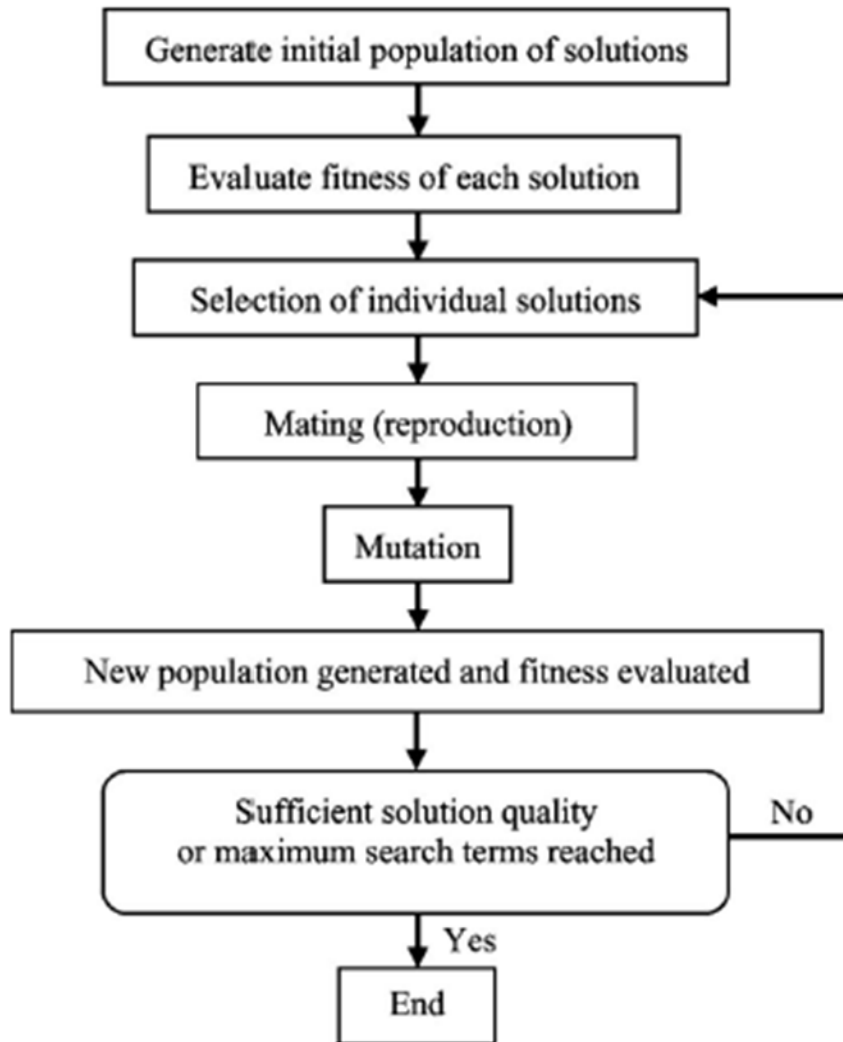 Generate initial population of solutions
Evaluate fitness of each solution
Selection of individual solutions
Mating (reproduction)
Mutation
New population generated and fitness evaluated
Sufficient solution quality
or maximum search terms reached
No
Yes
End